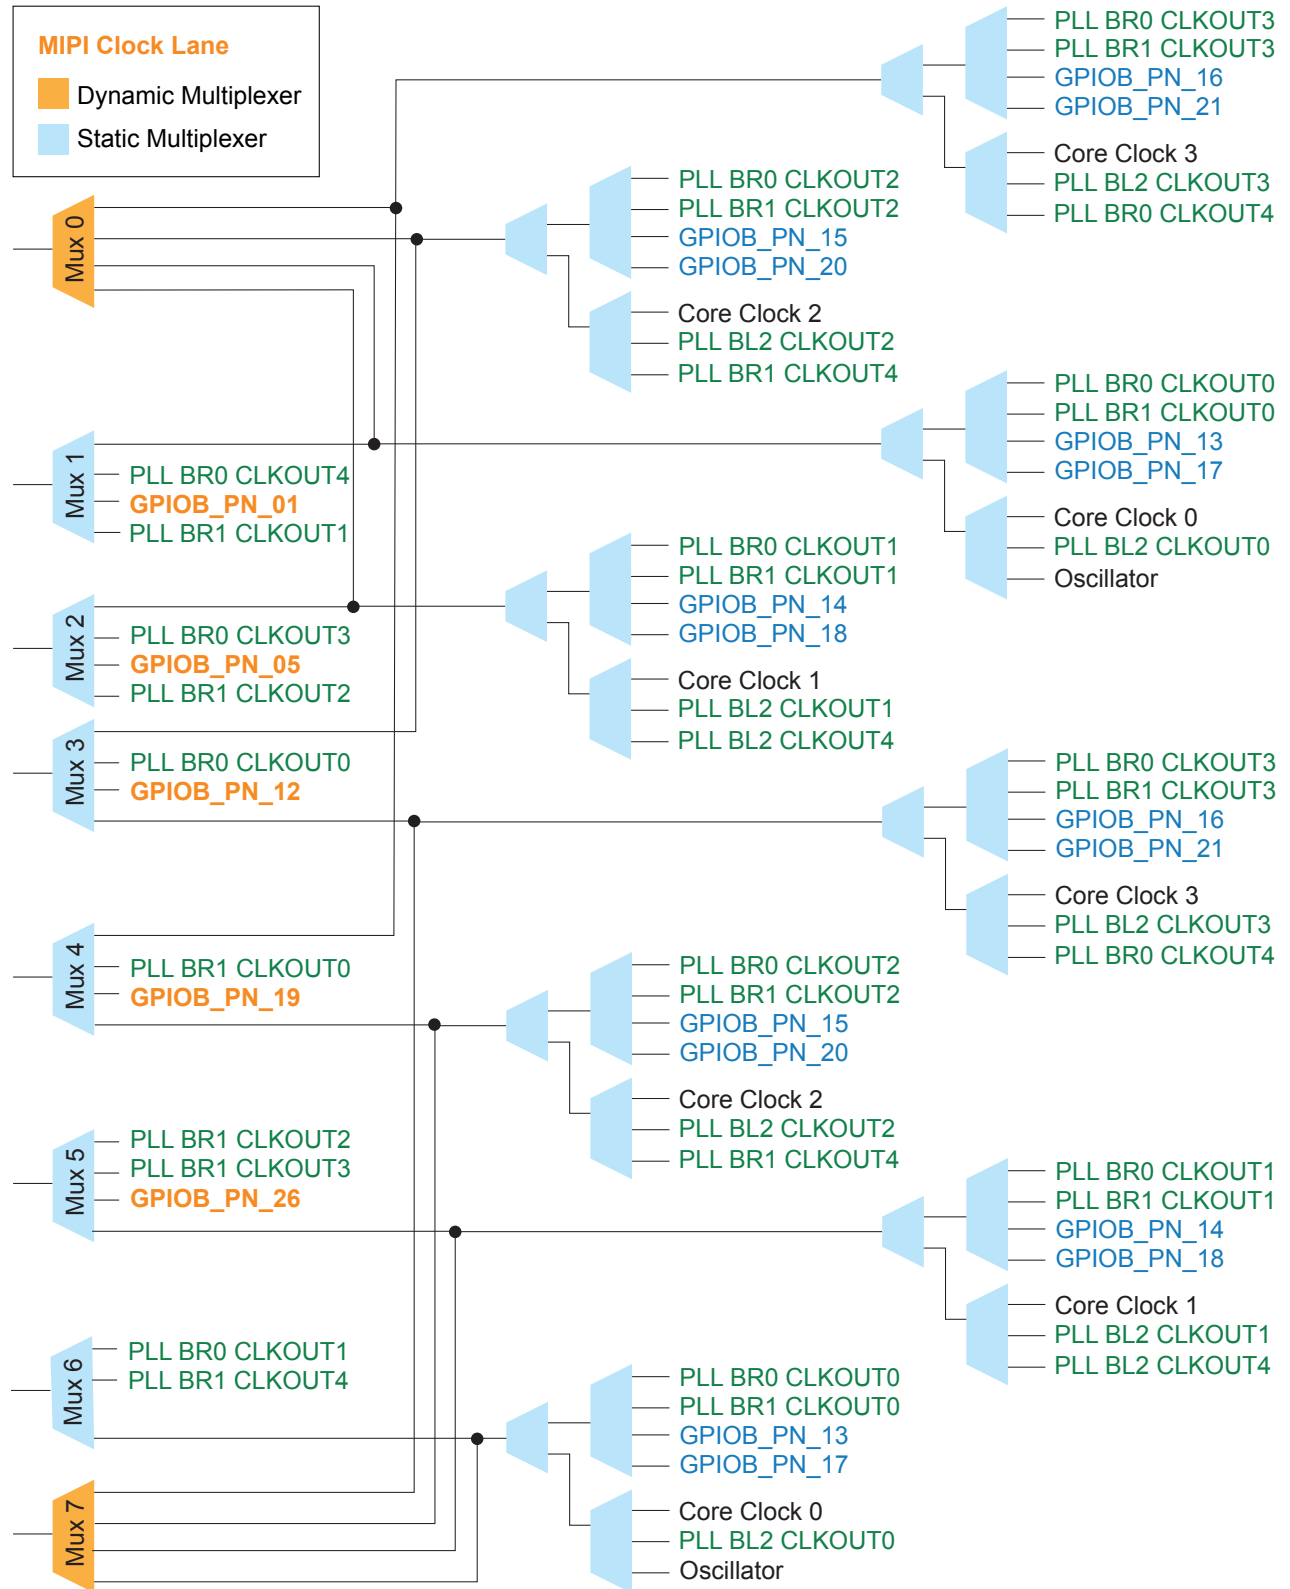 MIPI Clock Lane
Dynamic Multiplexer
Static Multiplexer
PLL BR0 CLKOUT3
PLL BR1 CLKOUT3
GPIOB_PN_16
GPIOB_PN_21
Core Clock 3
PLL BL2 CLKOUT3
PLL BR0 CLKOUT4
Mux 0
PLL BR0 CLKOUT2
PLL BR1 CLKOUT2
GPIOB_PN_15
GPIOB_PN_20
Core Clock 2
PLL BL2 CLKOUT2
PLL BR1 CLKOUT4
Mux 1
PLL BR0 CLKOUT4
GPIOB_PN_01
PLL BR1 CLKOUT1
PLL BR0 CLKOUT0
PLL BR1 CLKOUT0
GPIOB_PN_13
GPIOB_PN_17
Core Clock 0
PLL BL2 CLKOUT0
Oscillator
Mux 2
PLL BR0 CLKOUT3
GPIOB_PN_05
PLL BR1 CLKOUT2
PLL BR0 CLKOUT1
PLL BR1 CLKOUT1
GPIOB_PN_14
GPIOB_PN_18
Core Clock 1
PLL BL2 CLKOUT1
PLL BL2 CLKOUT4
Mux 3
PLL BR0 CLKOUT0
GPIOB_PN_12
PLL BR0 CLKOUT3
PLL BR1 CLKOUT3
GPIOB_PN_16
GPIOB_PN_21
Core Clock 3
PLL BL2 CLKOUT3
PLL BR0 CLKOUT4
Mux 4
PLL BR1 CLKOUT0
GPIOB_PN_19
PLL BR0 CLKOUT2
PLL BR1 CLKOUT2
GPIOB_PN_15
GPIOB_PN_20
Core Clock 2
PLL BL2 CLKOUT2
PLL BR1 CLKOUT4
Mux 5
PLL BR1 CLKOUT2
PLL BR1 CLKOUT3
GPIOB_PN_26
PLL BR0 CLKOUT1
PLL BR1 CLKOUT1
GPIOB_PN_14
GPIOB_PN_18
Core Clock 1
PLL BL2 CLKOUT1
PLL BL2 CLKOUT4
Mux 6
PLL BR0 CLKOUT1
PLL BR1 CLKOUT4
PLL BR0 CLKOUT0
PLL BR1 CLKOUT0
GPIOB_PN_13
GPIOB_PN_17
Core Clock 0
PLL BL2 CLKOUT0
Oscillator
Mux 7